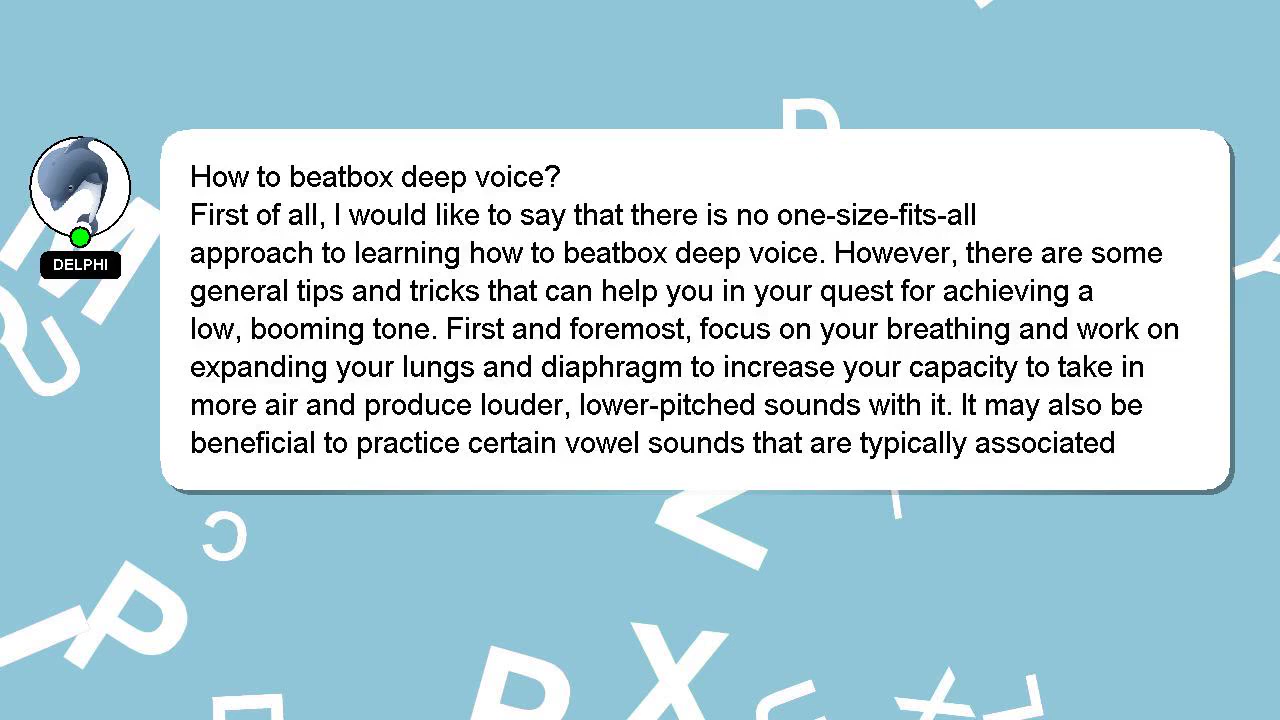 D
DELPHI
How to beatbox deep voice?
First of all, I would like to say that there is no one-size-fits-all
approach to learning how to beatbox deep voice. However, there are some
general tips and tricks that can help you in your quest for achieving a
low, booming tone. First and foremost, focus on your breathing and work on
expanding your lungs and diaphragm to increase your capacity to take in
more air and produce louder, lower-pitched sounds with it. It may also be
beneficial to practice certain vowel sounds that are typically associated
M
U
Y
Z
C
P
X
P
U
X